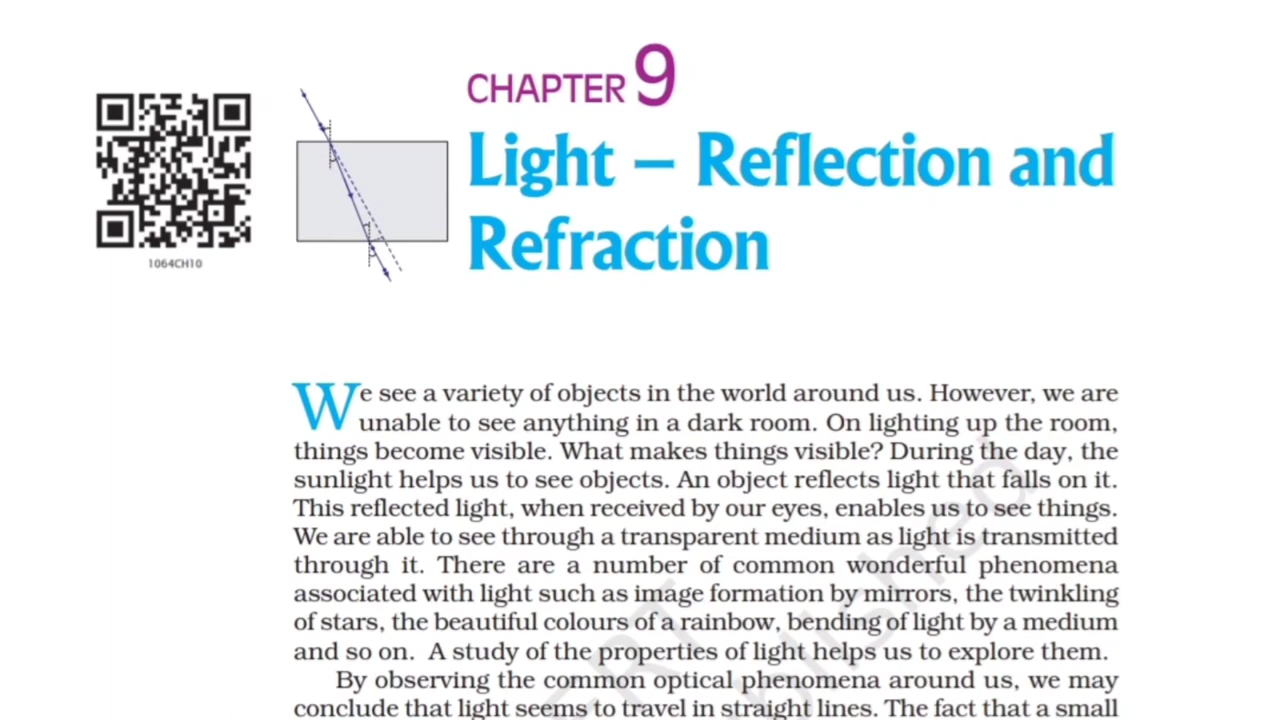 CHAPTER 9
Light – Reflection and
Refraction
1064CH10
We see a variety of objects in the world around us. However, we are
unable to see anything in a dark room. On lighting up the room,
things become visible. What makes things visible? During the day, the
sunlight helps us to see objects. An object reflects light that falls on it.
This reflected light, when received by our eyes, enables us to see things.
We are able to see through a transparent medium as light is transmitted
through it. There are a number of common wonderful phenomena
associated with light such as image formation by mirrors, the twinkling
of stars, the beautiful colours of a rainbow, bending of light by a medium
and so on. A study of the properties of light helps us to explore them.
By observing the common optical phenomena around us, we may
conclude that light seems to travel in straight lines. The fact that a small